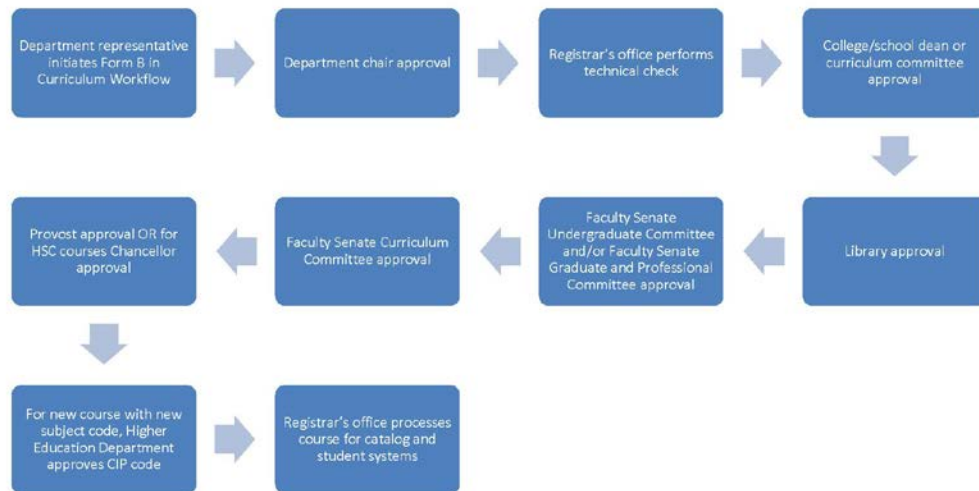 Department representative
initiates Form B in
Curriculum Workflow
Department chair approval
Registrar's office performs
technical check
College/school dean or
curriculum committee
approval
Library approval
Faculty Senate
Undergraduate Committee
and/or Faculty Senate
Graduate and Professional
Committee approval
Faculty Senate Curriculum
Committee approval
Provost approval OR for
HSC courses Chancellor
approval
For new course with new
subject code, Higher
Education Department
approves CIP code
Registrar's office processes
course for catalog and
student systems